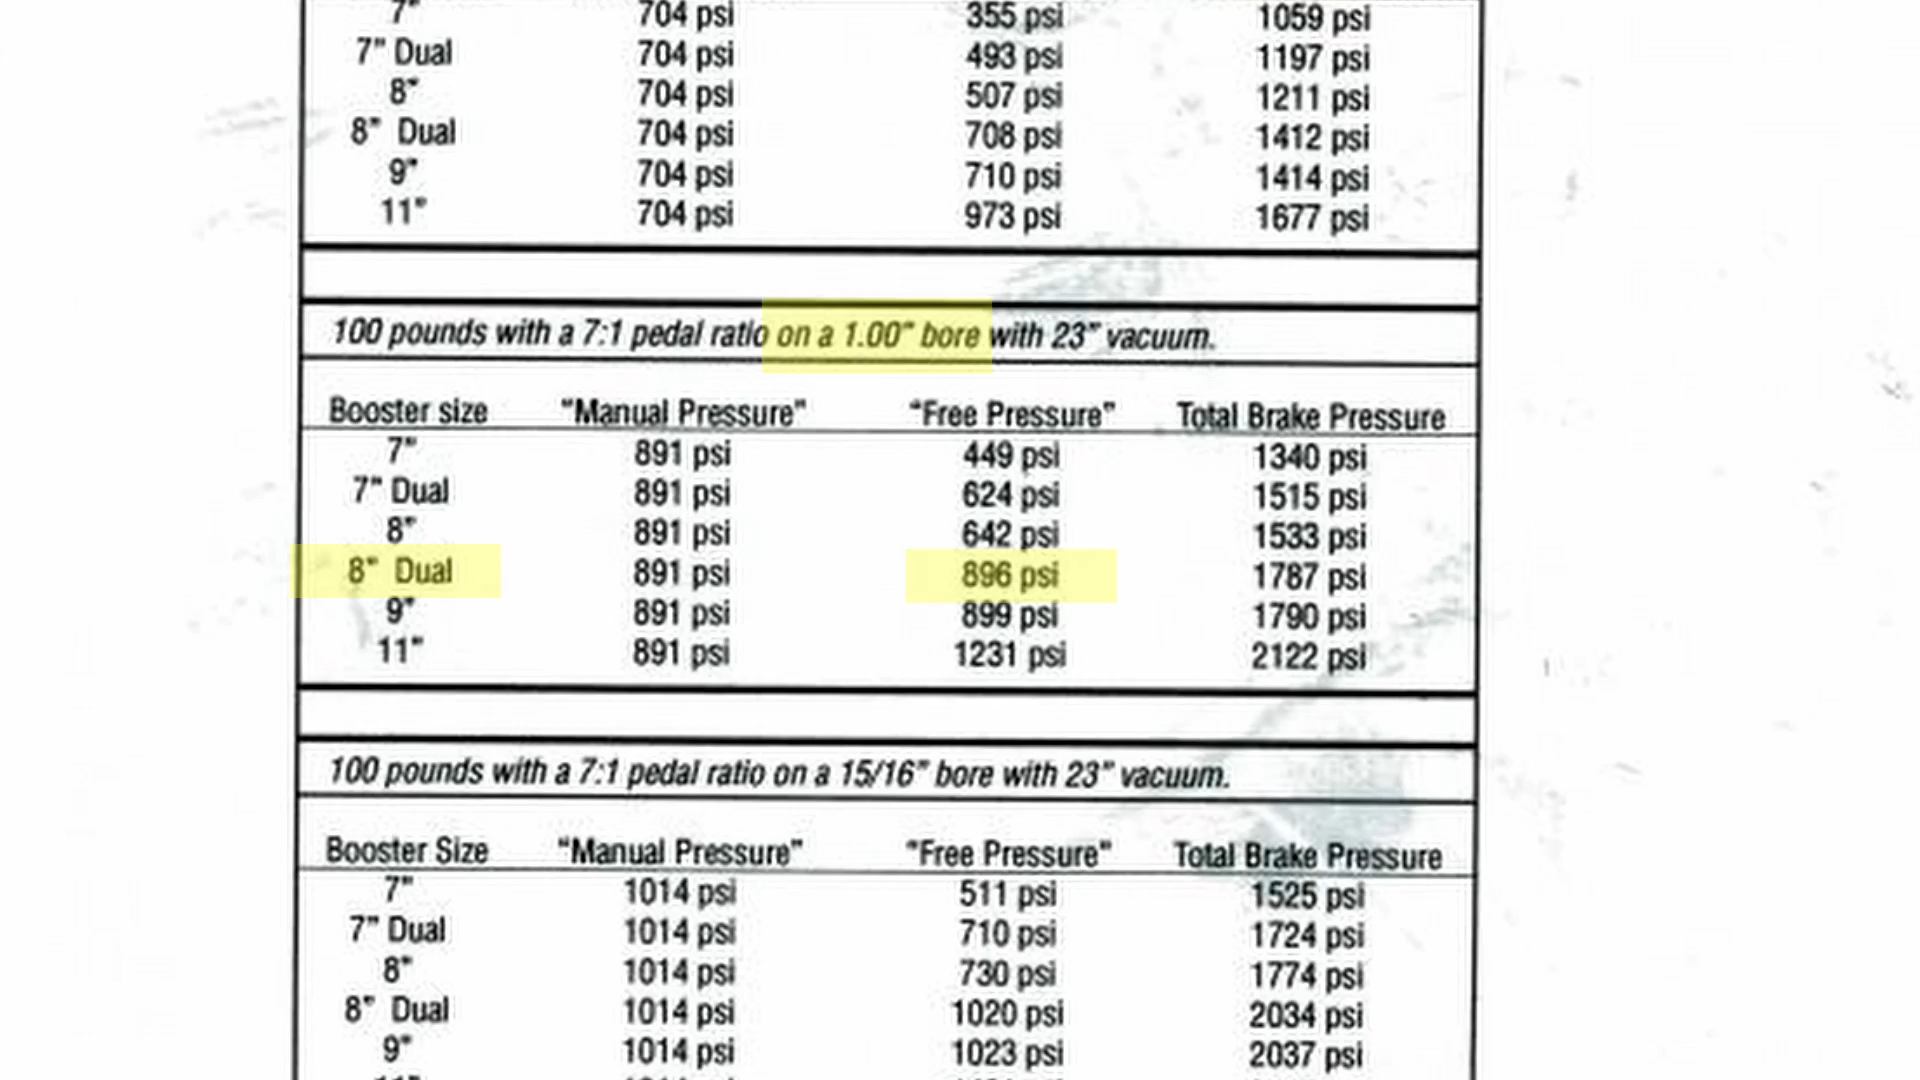 7" 704 psi 355 psi 1059 psi
7" Dual 704 psi 493 psi 1197 psi
8" 704 psi 507 psi 1211 psi
8" Dual 704 psi 708 psi 1412 psi
9" 704 psi 710 psi 1414 psi
11" 704 psi 973 psi 1677 psi
100 pounds with a 7:1 pedal ratio on a 1.00" bore with 23" vacuum.
Booster size "Manual Pressure" "Free Pressure" Total Brake Pressure
7" 891 psi 449 psi 1340 psi
7" Dual 891 psi 624 psi 1515 psi
8" 891 psi 642 psi 1533 psi
8" Dual 891 psi 896 psi 1787 psi
9" 891 psi 899 psi 1790 psi
11" 891 psi 1231 psi 2122 psi
100 pounds with a 7:1 pedal ratio on a 15/16" bore with 23" vacuum.
Booster Size "Manual Pressure" "Free Pressure" Total Brake Pressure
7" 1014 psi 511 psi 1525 psi
7" Dual 1014 psi 710 psi 1724 psi
8" 1014 psi 730 psi 1774 psi
8" Dual 1014 psi 1020 psi 2034 psi
9" 1014 psi 1023 psi 2037 psi